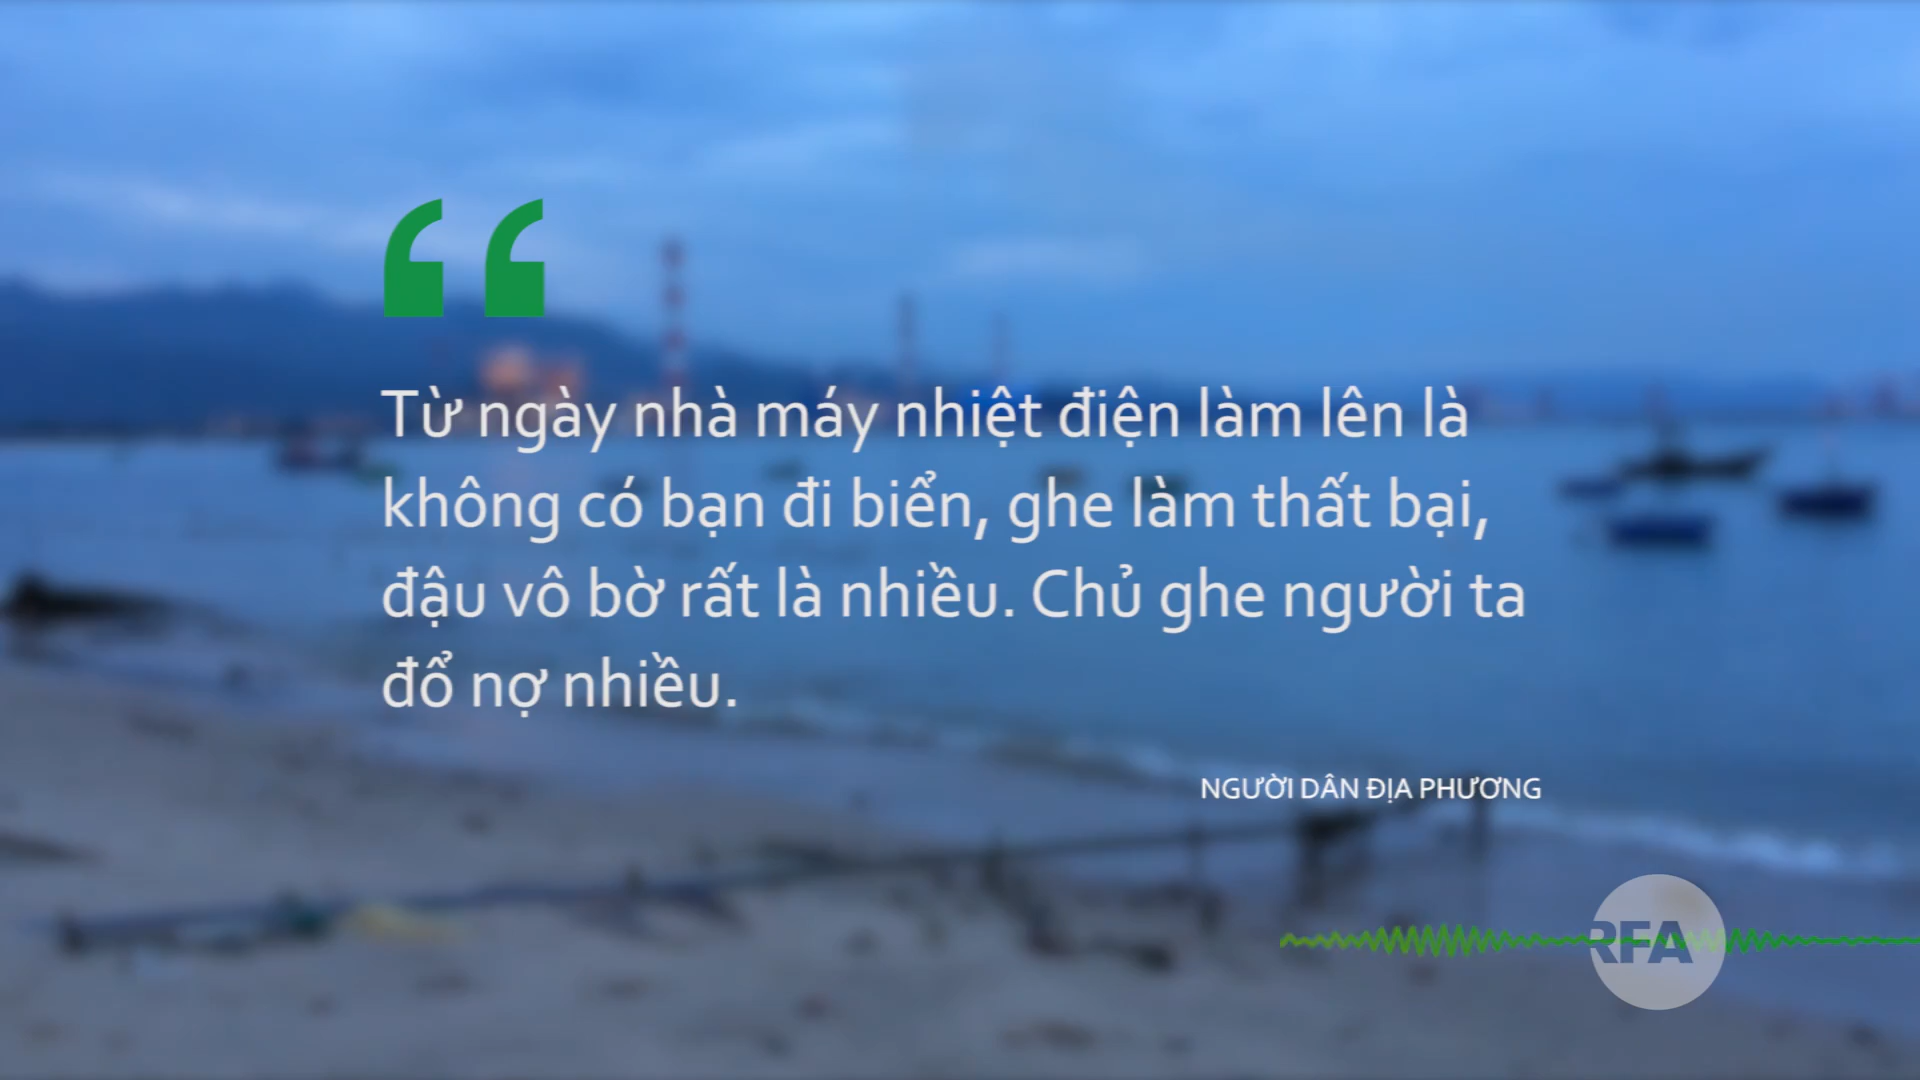 Từ ngày nhà máy nhiệt điện làm lên là
không có bạn đi biển, ghe làm thất bại,
đậu vô bờ rất là nhiều. Chủ ghe người ta
đổ nợ nhiều.
NGƯỜI DÂN ĐỊA PHƯƠNG
RFA